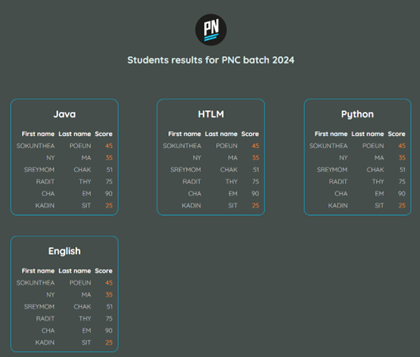 PN
Students results for PNC batch 2024
Java
First name Last name Score
SOKUNTHEA POEUN 45
NY MA 35
SREYMOM CHAK 51
RADIT THY 75
CHA EM 90
KADIN SIT 25
HTLM
First name Last name Score
SOKUNTHEA POEUN 45
NY MA 35
SREYMOM CHAK 51
RADIT THY 75
CHA EM 90
KADIN SIT 25
Python
First name Last name Score
SOKUNTHEA POEUN 45
NY MA 35
SREYMOM CHAK 51
RADIT THY 75
CHA EM 90
KADIN SIT 25
English
First name Last name Score
SOKUNTHEA POEUN 45
NY MA 35
SREYMOM CHAK 51
RADIT THY 75
CHA EM 90
KADIN SIT 25